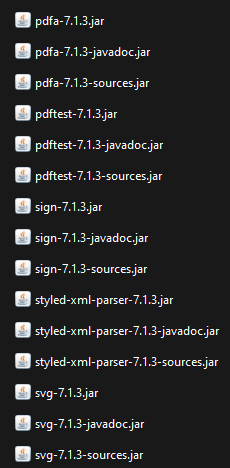 pdfa-7.1.3.jar
pdfa-7.1.3-javadoc.jar
pdfa-7.1.3-sources.jar
pdftest-7.1.3.jar
pdftest-7.1.3-javadoc.jar
pdftest-7.1.3-sources.jar
sign-7.1.3.jar
sign-7.1.3-javadoc.jar
sign-7.1.3-sources.jar
styled-xml-parser-7.1.3.jar
styled-xml-parser-7.1.3-javadoc.jar
styled-xml-parser-7.1.3-sources.jar
svg-7.1.3.jar
svg-7.1.3-javadoc.jar
svg-7.1.3-sources.jar